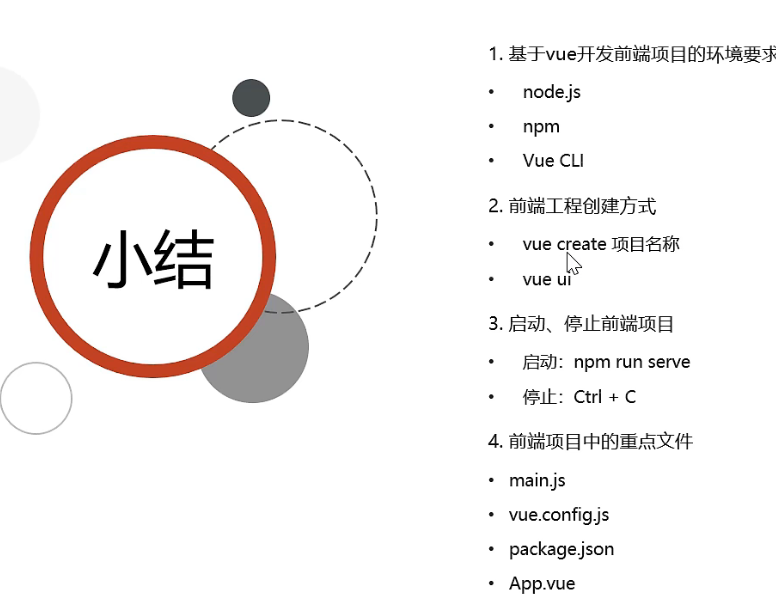 小结
1. 基于vue开发前端项目的环境要求
• node.js
• npm
• Vue CLI
2. 前端工程创建方式
• vue create 项目名称
• vue ui
3. 启动、停止前端项目
• 启动：npm run serve
• 停止：Ctrl + C
4. 前端项目中的重点文件
• main.js
• vue.config.js
• package.json
• App.vue